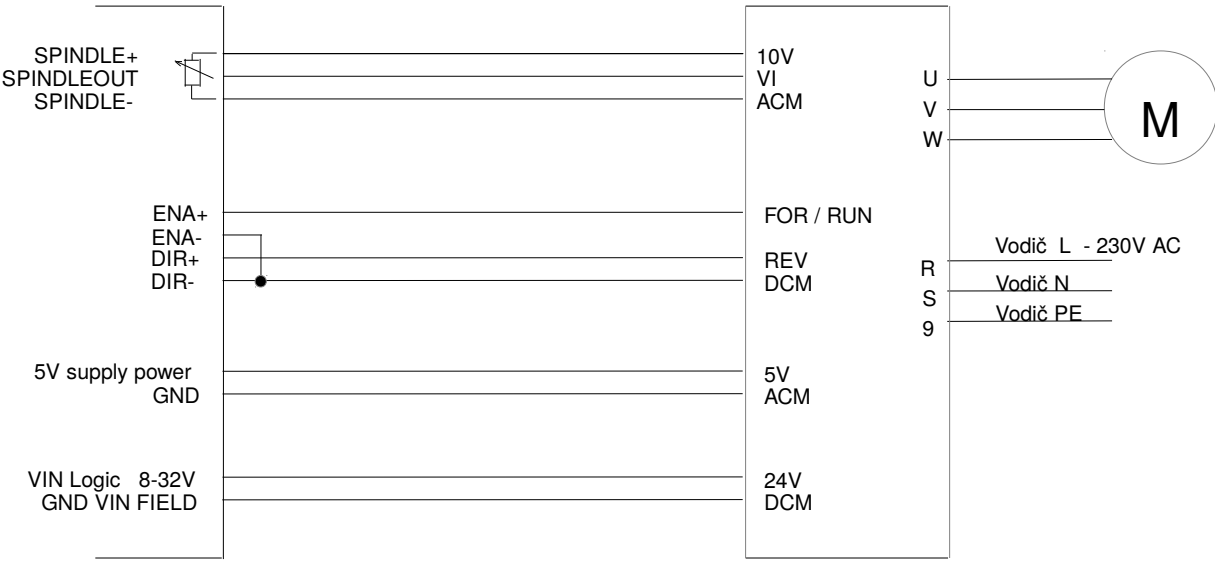 SPINDLE+
SPINDLEOUT
SPINDLE-
ENA+
ENA-
DIR+
DIR-
5V supply power
GND
VIN Logic 8-32V
GND VIN FIELD
10V
VI
ACM
FOR / RUN
REV
DCM
5V
ACM
24V
DCM
U
V
W
R
S
9
M
Vodič L - 230V AC
Vodič N
Vodič PE